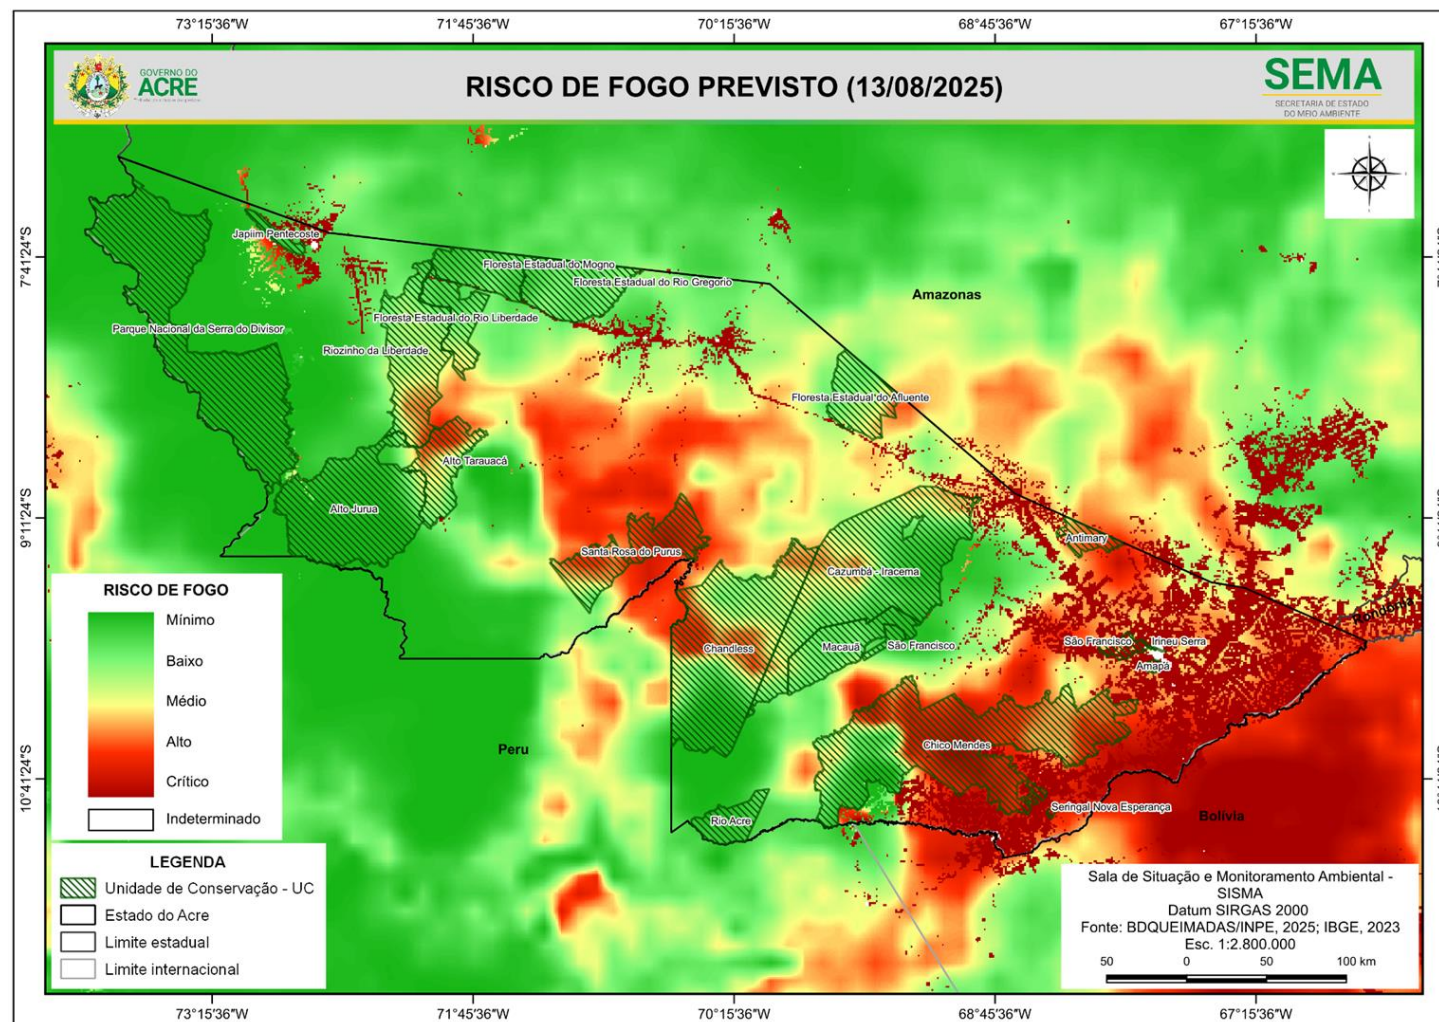 73°15'36"W 71°45'36"W 70°15'36"W 68°45'36"W 67°15'36"W
GOVERNO DO
ACRE
RISCO DE FOGO PREVISTO (13/08/2025)
SEMA
SECRETARIA DE ESTADO
DO MEIO AMBIENTE
7°41'24"S
9°11'24"S
10°41'24"S
Japiim Pentecoste
Floresta Estadual do Mogno
Floresta Estadual do Rio Gregorio
Amazonas
Parque Nacional da Serra do Divisor
Floresta Estadual do Rio Liberdade
Riozinho da Liberdade
Floresta Estadual do Afluente
Alto Tarauacá
Alto Juruá
Santa Rosa do Purus
Antimary
Cazumbá - Iracema
Rondônia
Chandless
Macauã
São Francisco
São Francisco
Irineu Serra
Amapá
Peru
Chico Mendes
Seringal Nova Esperança
Rio Acre
Bolívia
RISCO DE FOGO
Mínimo
Baixo
Médio
Alto
Crítico
Indeterminado
LEGENDA
Unidade de Conservação - UC
Estado do Acre
Limite estadual
Limite internacional
Sala de Situação e Monitoramento Ambiental -
SISMA
Datum SIRGAS 2000
Fonte: BDQUEIMADAS/INPE, 2025; IBGE, 2023
Esc. 1:2.800.000
50 0 50 100 km
73°15'36"W 71°45'36"W 70°15'36"W 68°45'36"W 67°15'36"W